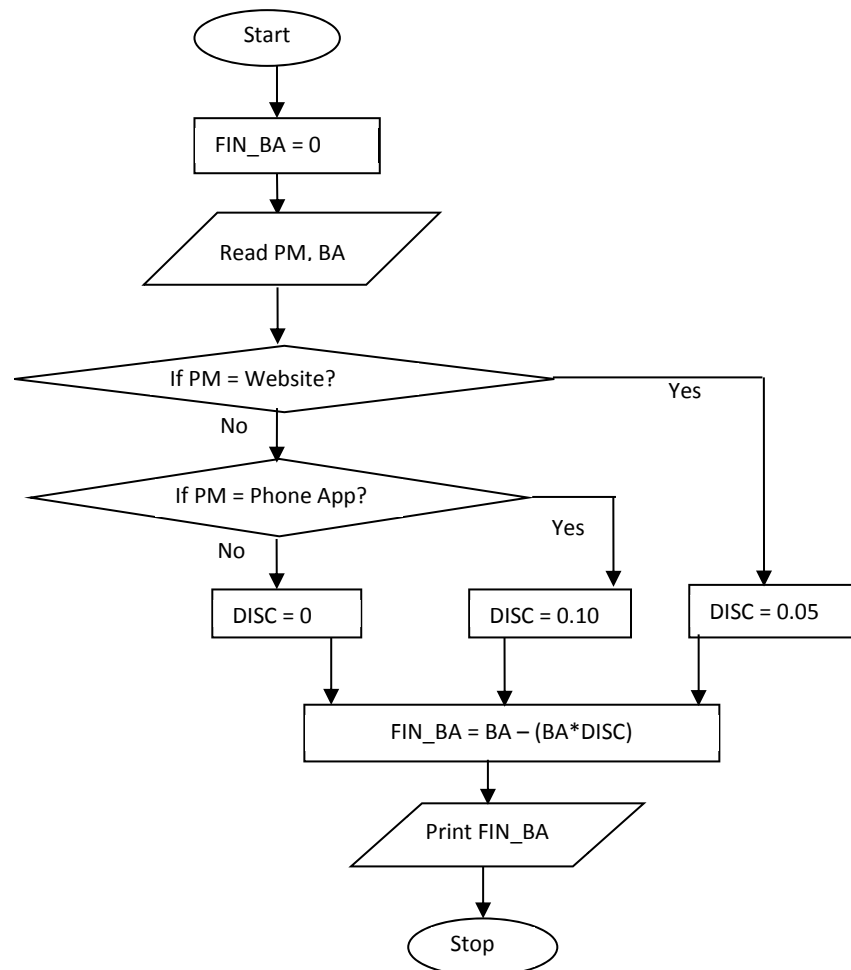 Start
FIN_BA = 0
Read PM, BA
If PM = Website?
Yes
No
If PM = Phone App?
Yes
No
DISC = 0
DISC = 0.10
DISC = 0.05
FIN_BA = BA – (BA*DISC)
Print FIN_BA
Stop